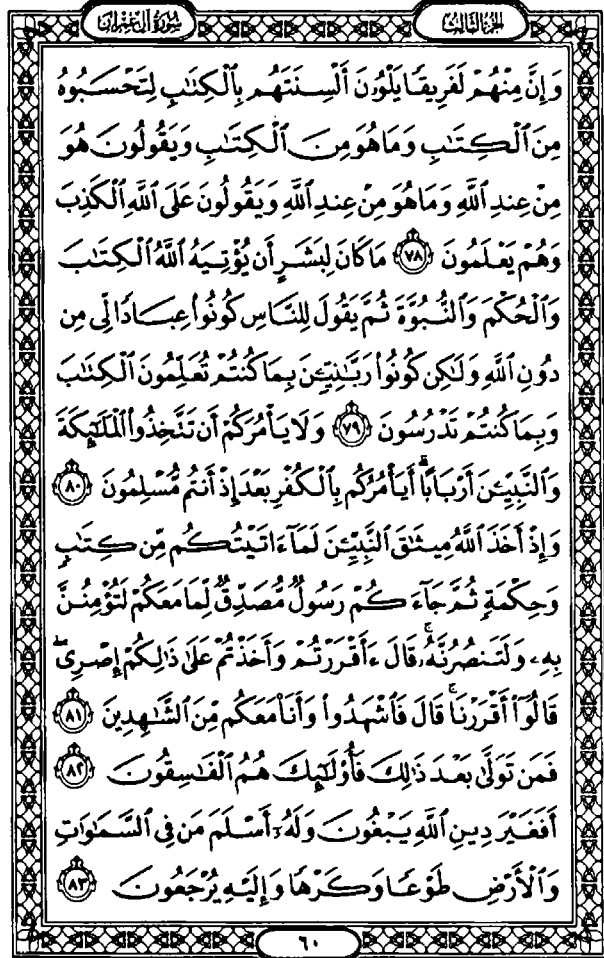 الجزء الثالث
سورة آل عمران
وَإِنَّ مِنْهُمْ لَفَرِيقًا يَلْوُۥنَ أَلْسِنَتَهُم بِٱلْكِتَٰبِ لِتَحْسَبُوهُ
مِنَ ٱلْكِتَٰبِ وَمَا هُوَ مِنَ ٱلْكِتَٰبِ وَيَقُولُونَ هُوَ
مِنْ عِندِ ٱللَّهِ وَمَا هُوَ مِنْ عِندِ ٱللَّهِ وَيَقُولُونَ عَلَى ٱللَّهِ ٱلْكَذِبَ
وَهُمْ يَعْلَمُونَ ٧٨ مَا كَانَ لِبَشَرٍ أَن يُؤْتِيَهُ ٱللَّهُ ٱلْكِتَٰبَ
وَٱلْحُكْمَ وَٱلنُّبُوَّةَ ثُمَّ يَقُولَ لِلنَّاسِ كُونُوا۟ عِبَادًا لِّى مِن
دُونِ ٱللَّهِ وَلَٰكِن كُونُوا۟ رَبَّٰنِيِّۦنَ بِمَا كُنتُمْ تُعَلِّمُونَ ٱلْكِتَٰبَ
وَبِمَا كُنتُمْ تَدْرُسُونَ ٧٩ وَلَا يَأْمُرَكُمْ أَن تَتَّخِذُوا۟ ٱلْمَلَٰٓئِكَةَ
وَٱلنَّبِيِّۦنَ أَرْبَابًا ۗ أَيَأْمُرُكُم بِٱلْكُفْرِ بَعْدَ إِذْ أَنتُم مُّسْلِمُونَ ٨٠
وَإِذْ أَخَذَ ٱللَّهُ مِيثَٰقَ ٱلنَّبِيِّۦنَ لَمَآ ءَاتَيْتُكُم مِّن كِتَٰبٍ
وَحِكْمَةٍ ثُمَّ جَآءَكُمْ رَسُولٌ مُّصَدِّقٌ لِّمَا مَعَكُمْ لَتُؤْمِنُنَّ
بِهِۦ وَلَتَنصُرُنَّهُۥ ۚ قَالَ ءَأَقْرَرْتُمْ وَأَخَذْتُمْ عَلَىٰ ذَٰلِكُمْ إِصْرِى ۖ
قَالُوٓا۟ أَقْرَرْنَا ۚ قَالَ فَٱشْهَدُوا۟ وَأَنَا۠ مَعَكُم مِّنَ ٱلشَّٰهِدِينَ ٨١
فَمَن تَوَلَّىٰ بَعْدَ ذَٰلِكَ فَأُو۟لَٰٓئِكَ هُمُ ٱلْفَٰسِقُونَ ٨٢
أَفَغَيْرَ دِينِ ٱللَّهِ يَبْغُونَ وَلَهُۥٓ أَسْلَمَ مَن فِى ٱلسَّمَٰوَٰتِ
وَٱلْأَرْضِ طَوْعًا وَكَرْهًا وَإِلَيْهِ يُرْجَعُونَ ٨٣
٦٠